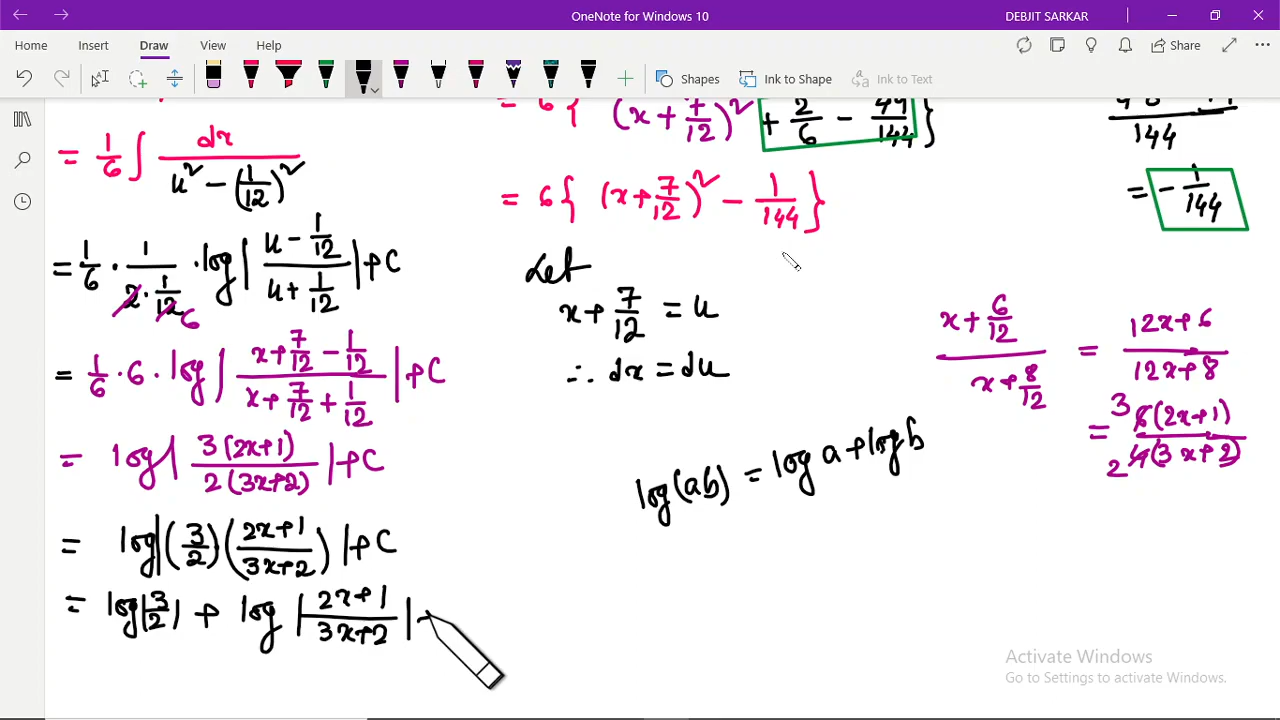 OneNote for Windows 10
DEBJIT SARKAR
Home Insert Draw View Help
Share
Shapes
Ink to Shape
Ink to Text
= 1/6 ∫ dx / (u² − (1/12)²)
= 1/6 · 1/(2 · 1/12) · log |(u − 1/12)/(u + 1/12)| + C
6
= 1/6 · 6 · log |(x + 7/12 − 1/12)/(x + 7/12 + 1/12)| + C
= log | 3(2x+1) / 2(3x+2) | + C
= log |(3/2)((2x+1)/(3x+2))| + C
= log |3/2| + log |(2x+1)/(3x+2)|
= 6{ (x + 7/12)² + 2/6 − 49/144 }
= 6{ (x + 7/12)² − 1/144 }
Let
x + 7/12 = u
∴ dx = du
log(ab) = log a + log b
144
= − 1/144
(x + 6/12)/(x + 8/12) = (12x+6)/(12x+8)
= 3 6(2x+1) / 2 4(3x+2)
Activate Windows
Go to Settings to activate Windows.